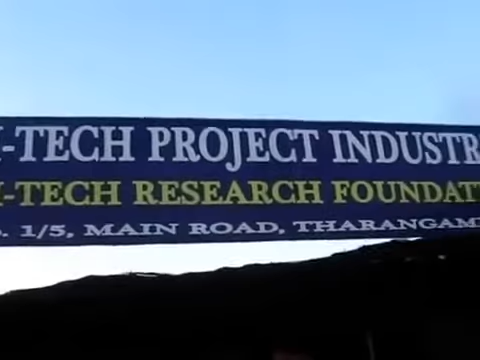 -TECH PROJECT INDUSTR
-TECH RESEARCH FOUNDAT
. 1/5, MAIN ROAD, THARANGAM